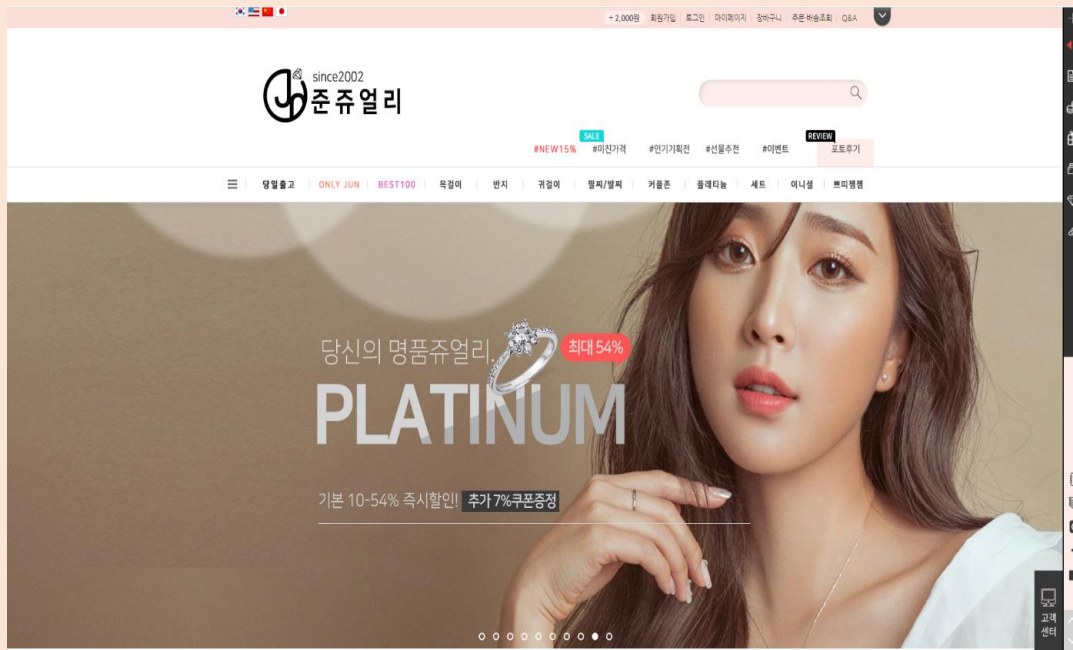 +2,000원 회원가입 로그인 마이페이지 장바구니 주문·배송조회 Q&A
since2002
준쥬얼리
SALE REVIEW
#NEW15% #미친가격 #인기기획전 #선물추천 #이벤트 포토후기
당일출고 ONLY JUN BEST100 목걸이 반지 귀걸이 팔찌/발찌 커플존 플래티늄 세트 이니셜 쁘띠쨈쨈
당신의 명품쥬얼리. 최대 54%
PLATINUM
기본 10-54% 즉시할인! 추가 7%쿠폰증정
고객
센터